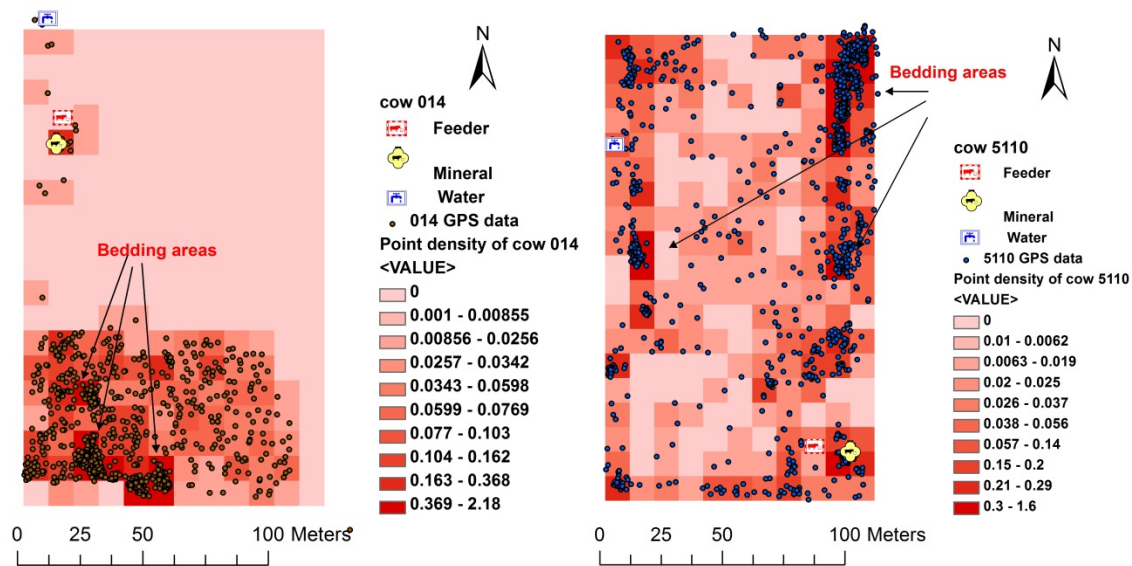 N
cow 014
Feeder
Mineral
Water
014 GPS data
Point density of cow 014
<VALUE>
0
0.001 - 0.00855
0.00856 - 0.0256
0.0257 - 0.0342
0.0343 - 0.0598
0.0599 - 0.0769
0.077 - 0.103
0.104 - 0.162
0.163 - 0.368
0.369 - 2.18
Bedding areas
0 25 50 100 Meters
N
Bedding areas
cow 5110
Feeder
Mineral
Water
5110 GPS data
Point density of cow 5110
<VALUE>
0
0.01 - 0.0062
0.0063 - 0.019
0.02 - 0.025
0.026 - 0.037
0.038 - 0.056
0.057 - 0.14
0.15 - 0.2
0.21 - 0.29
0.3 - 1.6
0 25 50 100 Meters